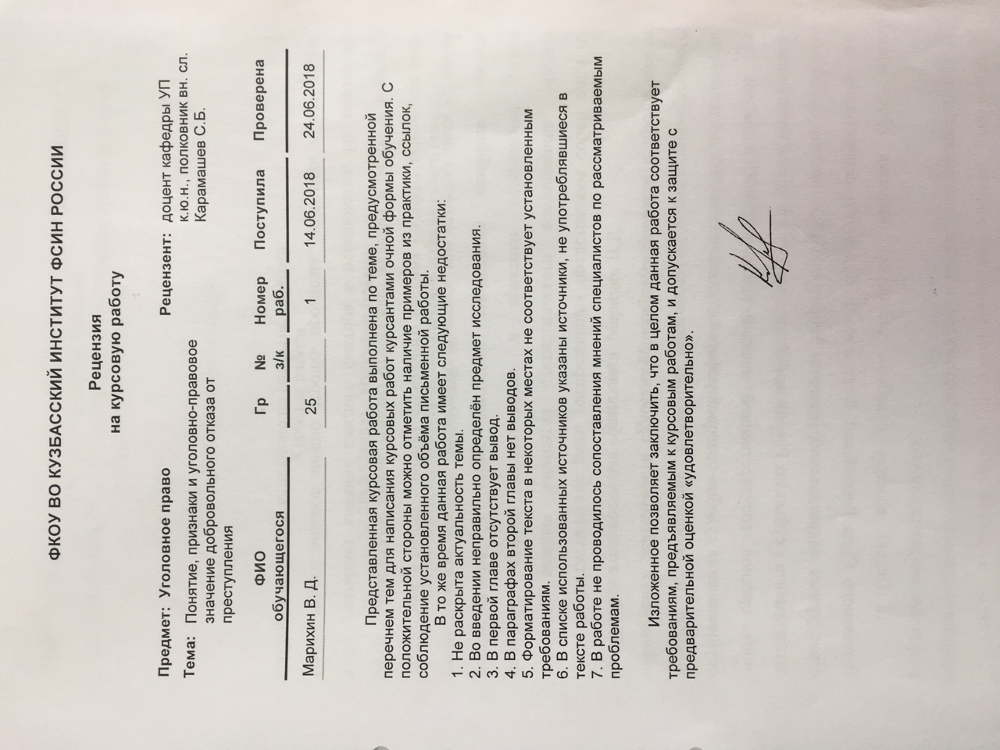 ФКОУ ВО КУЗБАССКИЙ ИНСТИТУТ ФСИН РОССИИ
Рецензия
на курсовую работу
Предмет: Уголовное право
Тема: Понятие, признаки и уголовно-правовое
значение добровольного отказа от
преступления
Рецензент: доцент кафедры УП
к.ю.н., полковник вн. сл.
Карамашев С.Б.
ФИО обучающегося Гр № з/к Номер раб. Поступила Проверена
Марихин В. Д. 25 1 14.06.2018 24.06.2018
Представленная курсовая работа выполнена по теме, предусмотренной
перечнем тем для написания курсовых работ курсантами очной формы обучения. С
положительной стороны можно отметить наличие примеров из практики, ссылок,
соблюдение установленного объёма письменной работы.
В то же время данная работа имеет следующие недостатки:
1. Не раскрыта актуальность темы.
2. Во введении неправильно определён предмет исследования.
3. В первой главе отсутствует вывод.
4. В параграфах второй главы нет выводов.
5. Форматирование текста в некоторых местах не соответствует установленным
требованиям.
6. В списке использованных источников указаны источники, не употреблявшиеся в
тексте работы.
7. В работе не проводилось сопоставления мнений специалистов по рассматриваемым
проблемам.
Изложенное позволяет заключить, что в целом данная работа соответствует
требованиям, предъявляемым к курсовым работам, и допускается к защите с
предварительной оценкой «удовлетворительно».